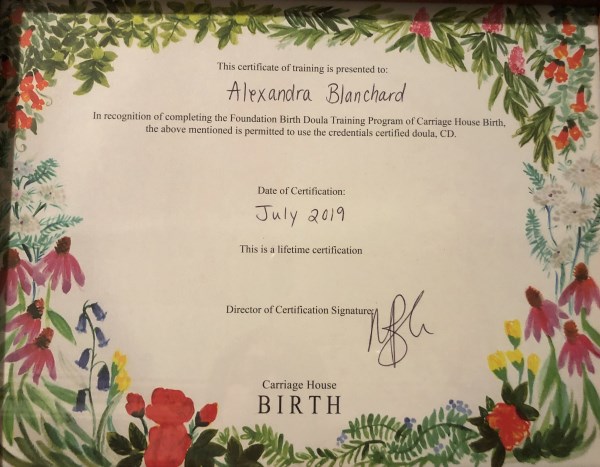 This certificate of training is presented to:
Alexandra Blanchard
In recognition of completing the Foundation Birth Doula Training Program of Carriage House Birth,
the above mentioned is permitted to use the credentials certified doula, CD.
Date of Certification:
July 2019
This is a lifetime certification
Director of Certification Signature
Carriage House
BIRTH